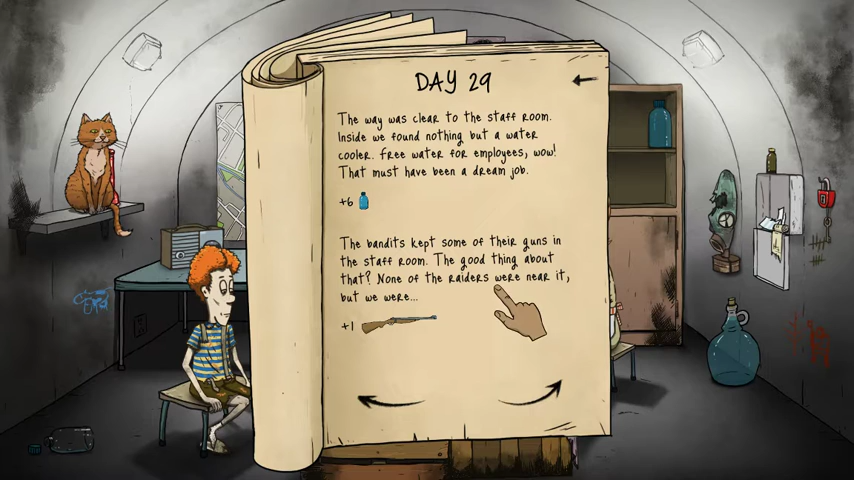 DAY 29
The way was clear to the staff room.
Inside we found nothing but a water
cooler. Free water for employees, wow!
That must have been a dream job.
+6
The bandits kept some of their guns in
the staff room. The good thing about
that? None of the raiders were near it,
but we were...
+1